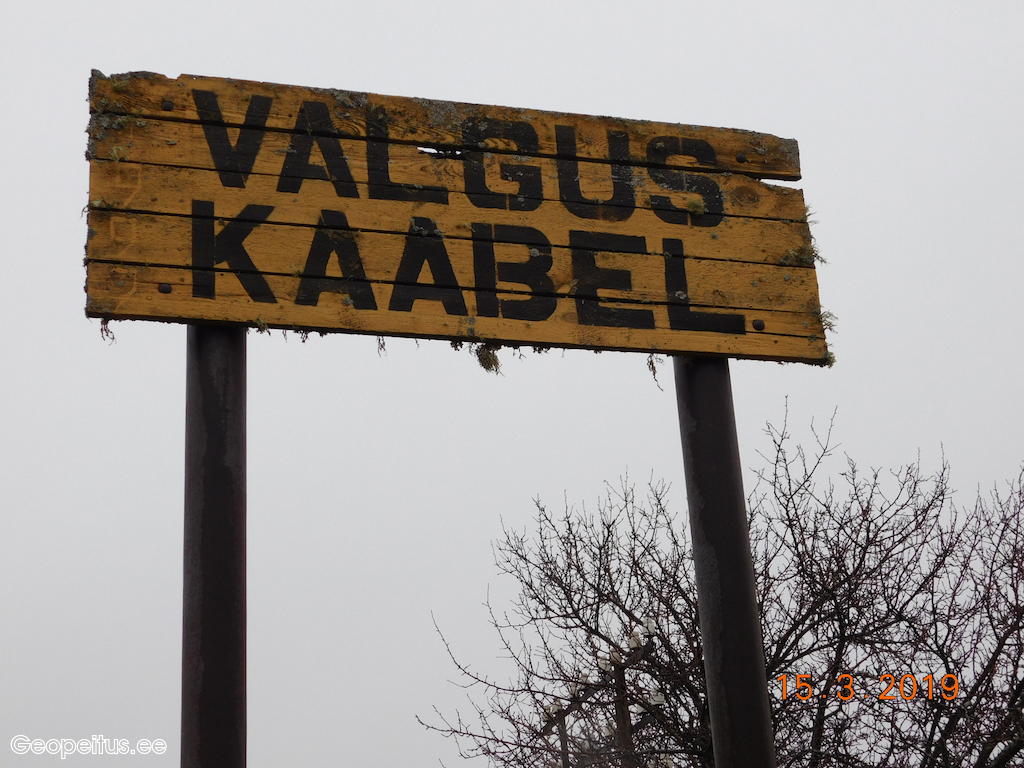 VALGUS
KAABEL
15. 3. 2019
Geopeitus.ee